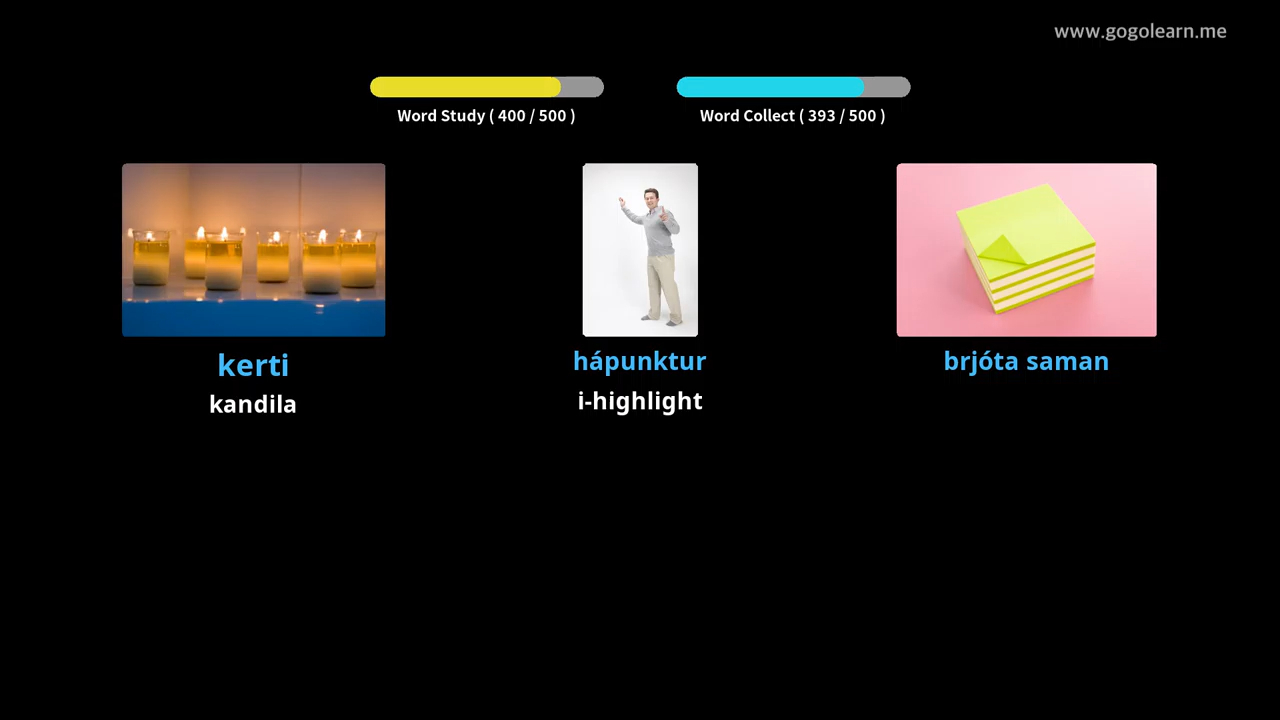 www.gogolearn.me
Word Study ( 400 / 500 )
Word Collect ( 393 / 500 )
kerti
kandila
hápunktur
i-highlight
brjóta saman